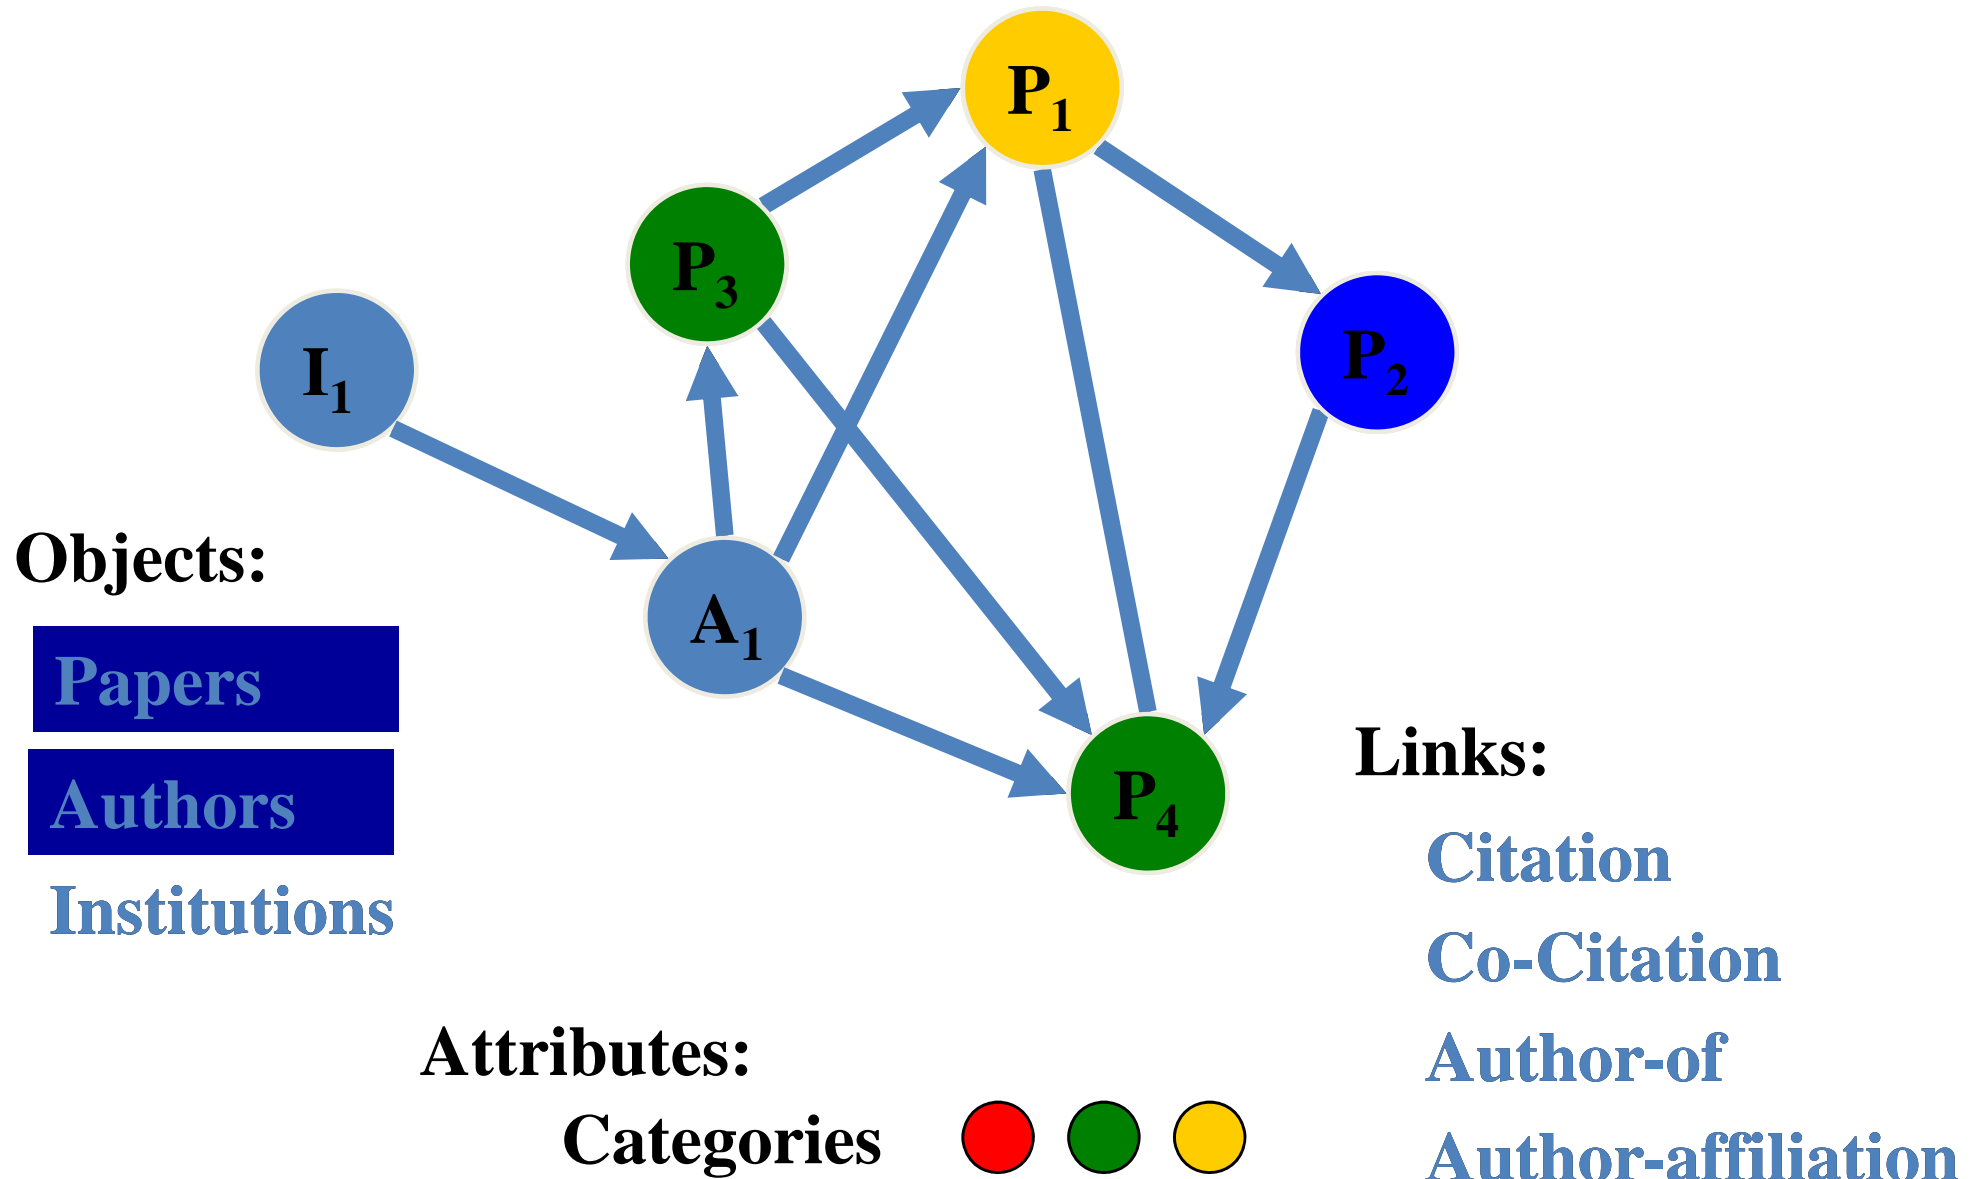 P1
P3
I1
P2
A1
P4
Objects:
Papers
Authors
Institutions
Links:
Citation
Co-Citation
Author-of
Author-affiliation
Attributes:
Categories